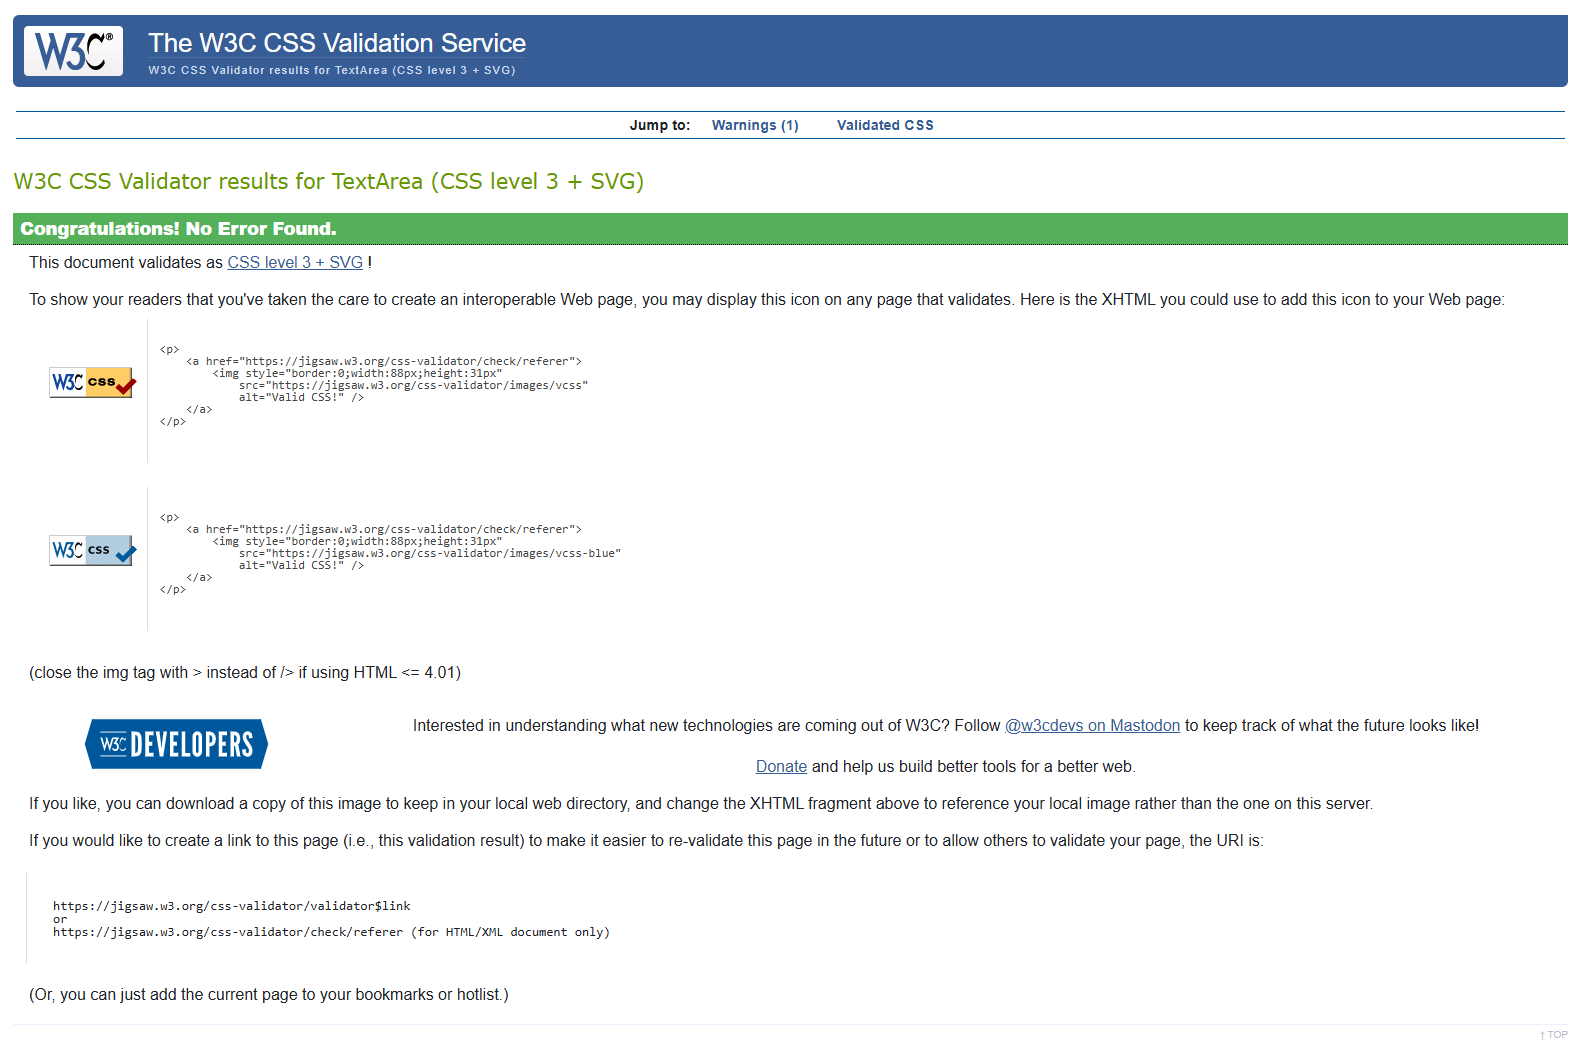 W3C®
The W3C CSS Validation Service
W3C CSS Validator results for TextArea (CSS level 3 + SVG)
Jump to: Warnings (1) Validated CSS
W3C CSS Validator results for TextArea (CSS level 3 + SVG)
Congratulations! No Error Found.
This document validates as CSS level 3 + SVG !
To show your readers that you've taken the care to create an interoperable Web page, you may display this icon on any page that validates. Here is the XHTML you could use to add this icon to your Web page:
W3C css
<p>
    <a href="https://jigsaw.w3.org/css-validator/check/referer">
        <img style="border:0;width:88px;height:31px"
            src="https://jigsaw.w3.org/css-validator/images/vcss"
            alt="Valid CSS!" />
    </a>
</p>
W3C css
<p>
    <a href="https://jigsaw.w3.org/css-validator/check/referer">
        <img style="border:0;width:88px;height:31px"
            src="https://jigsaw.w3.org/css-validator/images/vcss-blue"
            alt="Valid CSS!" />
    </a>
</p>
(close the img tag with > instead of /> if using HTML <= 4.01)
W3C DEVELOPERS
Interested in understanding what new technologies are coming out of W3C? Follow @w3cdevs on Mastodon to keep track of what the future looks like!
Donate and help us build better tools for a better web.
If you like, you can download a copy of this image to keep in your local web directory, and change the XHTML fragment above to reference your local image rather than the one on this server.
If you would like to create a link to this page (i.e., this validation result) to make it easier to re-validate this page in the future or to allow others to validate your page, the URI is:
https://jigsaw.w3.org/css-validator/validator$link
or
https://jigsaw.w3.org/css-validator/check/referer (for HTML/XML document only)
(Or, you can just add the current page to your bookmarks or hotlist.)
↑ TOP